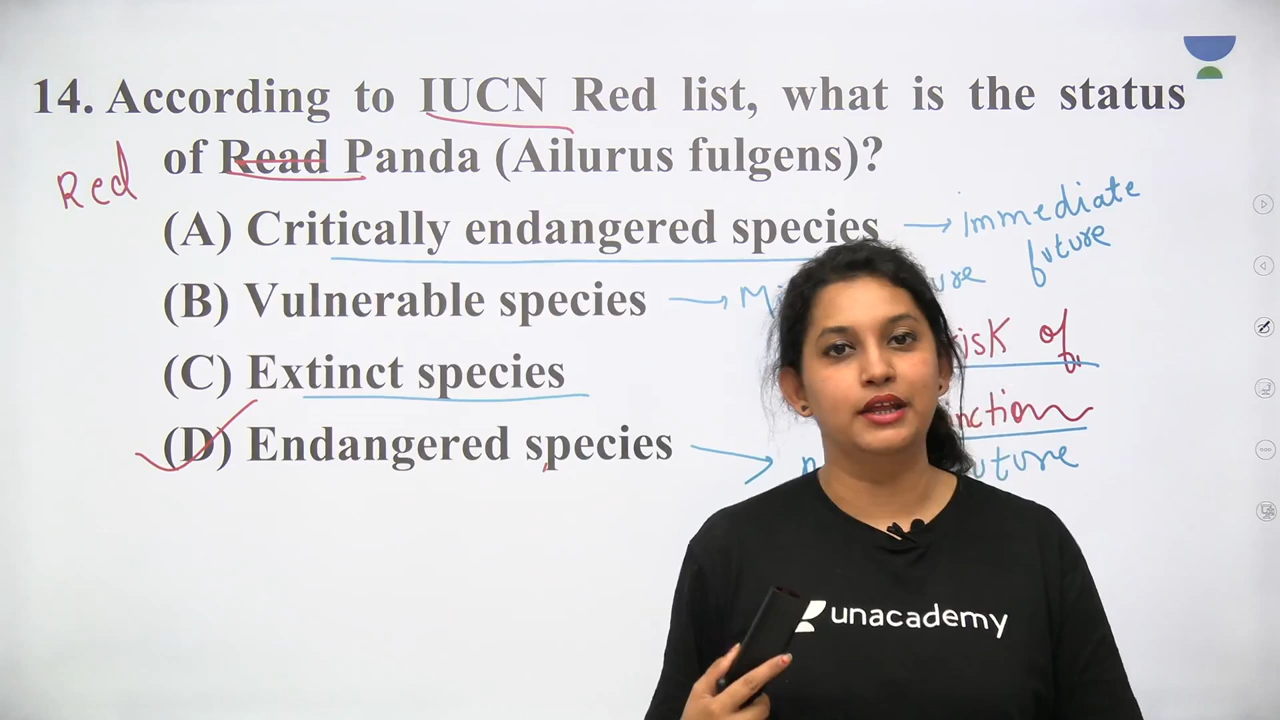 14. According to IUCN Red list, what is the status
of Read Panda (Ailurus fulgens)?
Red
(A) Critically endangered species → immediate
future
(B) Vulnerable species →
risk of
(C) Extinct species
(D) Endangered species →
unacademy